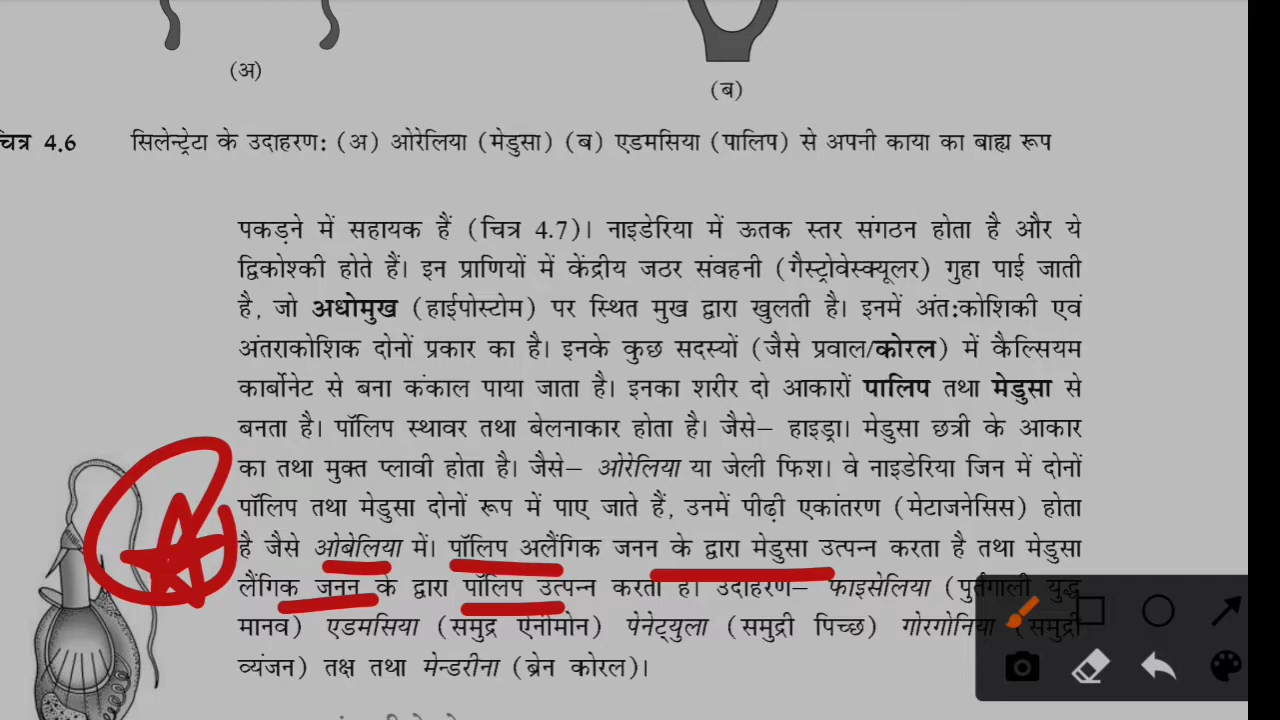 (अ)
(ब)
चित्र 4.6 सिलेन्ट्रेटा के उदाहरण: (अ) ओरेलिया (मेडुसा) (ब) एडमसिया (पालिप) से अपनी काया का बाह्य रूप
पकड़ने में सहायक हैं (चित्र 4.7)। नाइडेरिया में ऊतक स्तर संगठन होता है और ये
द्विकोश्की होते हैं। इन प्राणियों में केंद्रीय जठर संवहनी (गैस्ट्रोवेस्क्यूलर) गुहा पाई जाती
है, जो अधोमुख (हाईपोस्टोम) पर स्थित मुख द्वारा खुलती है। इनमें अंत:कोशिकी एवं
अंतराकोशिक दोनों प्रकार का है। इनके कुछ सदस्यों (जैसे प्रवाल/कोरल) में कैल्सियम
कार्बोनेट से बना कंकाल पाया जाता है। इनका शरीर दो आकारों पालिप तथा मेडुसा से
बनता है। पॉलिप स्थावर तथा बेलनाकार होता है। जैसे– हाइड्रा। मेडुसा छत्री के आकार
का तथा मुक्त प्लावी होता है। जैसे– ओरेलिया या जेली फिश। वे नाइडेरिया जिन में दोनों
पॉलिप तथा मेडुसा दोनों रूप में पाए जाते हैं, उनमें पीढ़ी एकांतरण (मेटाजनेसिस) होता
है जैसे ओबेलिया में। पॉलिप अलैंगिक जनन के द्वारा मेडुसा उत्पन्न करता है तथा मेडुसा
लैंगिक जनन के द्वारा पॉलिप उत्पन्न करता है। उदाहरण– फाइसेलिया (पुर्तगाली युद्ध
मानव) एडमसिया (समुद्र ऐनीमोन) पेनेट्युला (समुद्री पिच्छ) गोरगोनिया (समुद्री
व्यंजन) तक्ष तथा मेन्डरीना (ब्रेन कोरल)।